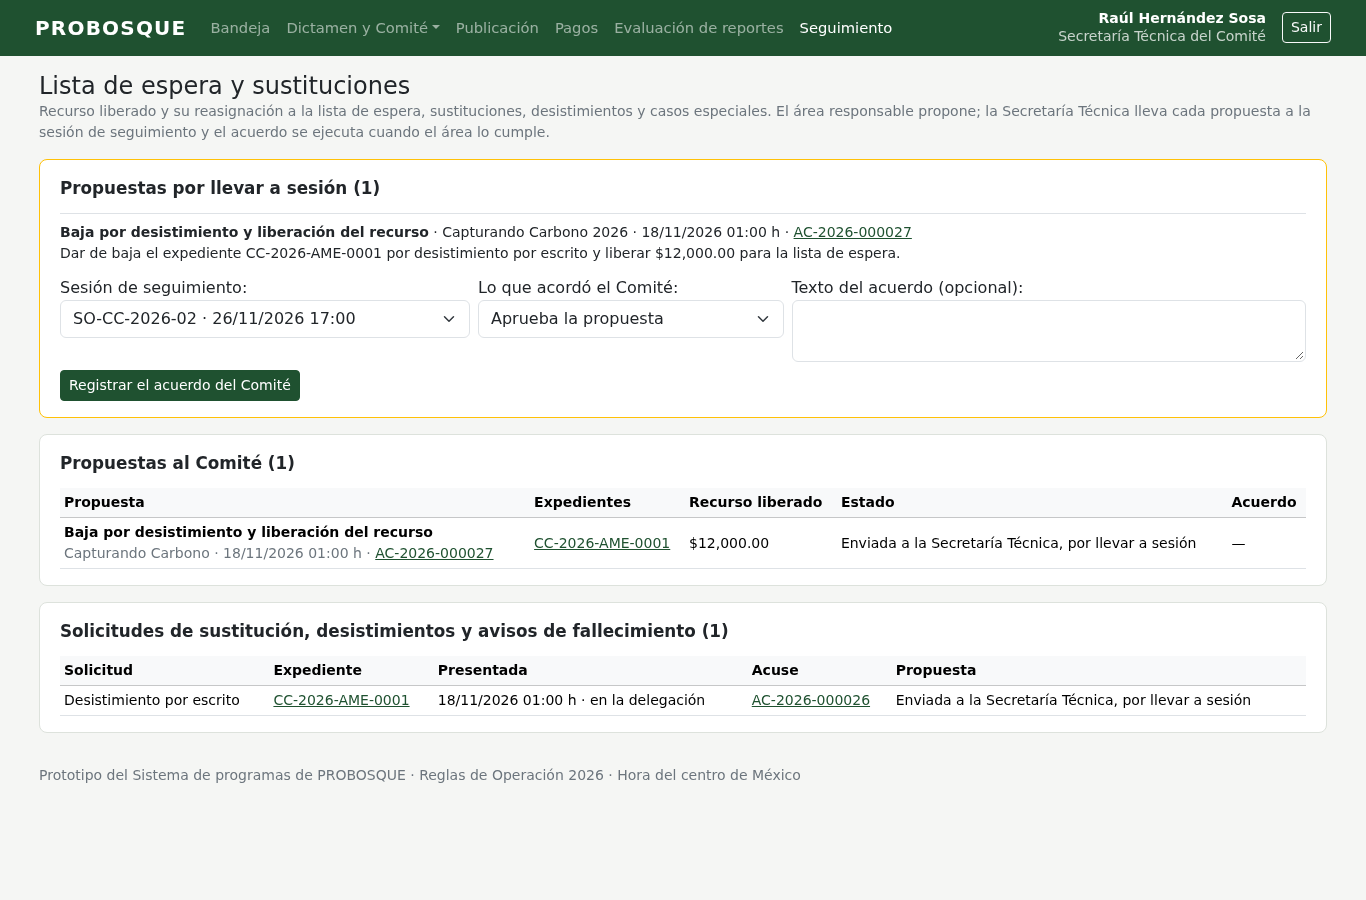 PROBOSQUE Bandeja Dictamen y Comité Publicación Pagos Evaluación de reportes Seguimiento Raúl Hernández Sosa Salir
Secretaría Técnica del Comité
Lista de espera y sustituciones
Recurso liberado y su reasignación a la lista de espera, sustituciones, desistimientos y casos especiales. El área responsable propone; la Secretaría Técnica lleva cada propuesta a la
sesión de seguimiento y el acuerdo se ejecuta cuando el área lo cumple.
Propuestas por llevar a sesión (1)
Baja por desistimiento y liberación del recurso · Capturando Carbono 2026 · 18/11/2026 01:00 h · AC-2026-000027
Dar de baja el expediente CC-2026-AME-0001 por desistimiento por escrito y liberar $12,000.00 para la lista de espera.
Sesión de seguimiento: Lo que acordó el Comité: Texto del acuerdo (opcional):
SO-CC-2026-02 · 26/11/2026 17:00 Aprueba la propuesta
Registrar el acuerdo del Comité
Propuestas al Comité (1)
Propuesta Expedientes Recurso liberado Estado Acuerdo
Baja por desistimiento y liberación del recurso
Capturando Carbono · 18/11/2026 01:00 h · AC-2026-000027 CC-2026-AME-0001 $12,000.00 Enviada a la Secretaría Técnica, por llevar a sesión —
Solicitudes de sustitución, desistimientos y avisos de fallecimiento (1)
Solicitud Expediente Presentada Acuse Propuesta
Desistimiento por escrito CC-2026-AME-0001 18/11/2026 01:00 h · en la delegación AC-2026-000026 Enviada a la Secretaría Técnica, por llevar a sesión
Prototipo del Sistema de programas de PROBOSQUE · Reglas de Operación 2026 · Hora del centro de México